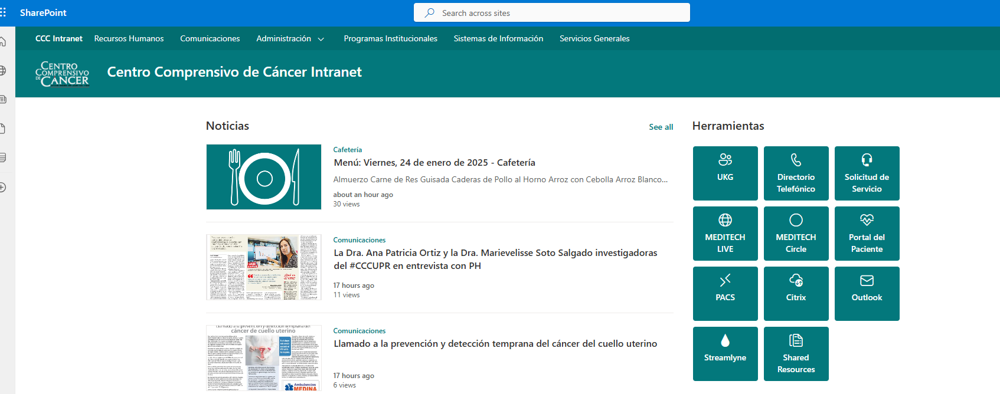 SharePoint
Search across sites
CCC Intranet Recursos Humanos Comunicaciones Administración Programas Institucionales Sistemas de Información Servicios Generales
CENTRO
COMPRENSIVO
DE CÁNCER
Centro Comprensivo de Cáncer Intranet
Noticias
See all
Cafetería
Menú: Viernes, 24 de enero de 2025 - Cafetería
Almuerzo Carne de Res Guisada Caderas de Pollo al Horno Arroz con Cebolla Arroz Blanco...
about an hour ago
30 views
Comunicaciones
La Dra. Ana Patricia Ortiz y la Dra. Marievelisse Soto Salgado investigadoras
del #CCCUPR en entrevista con PH
17 hours ago
11 views
¿Qué es
el VPH?
Comunicaciones
Llamado a la prevención y detección temprana del cáncer del cuello uterino
17 hours ago
6 views
Llamado a la prevención y detección temprana del
cáncer de cuello uterino
Ambulancias
MEDINA
Herramientas
UKG
Directorio
Telefónico
Solicitud de
Servicio
MEDITECH
LIVE
MEDITECH
Circle
Portal del
Paciente
PACS
Citrix
Outlook
Streamlyne
Shared
Resources